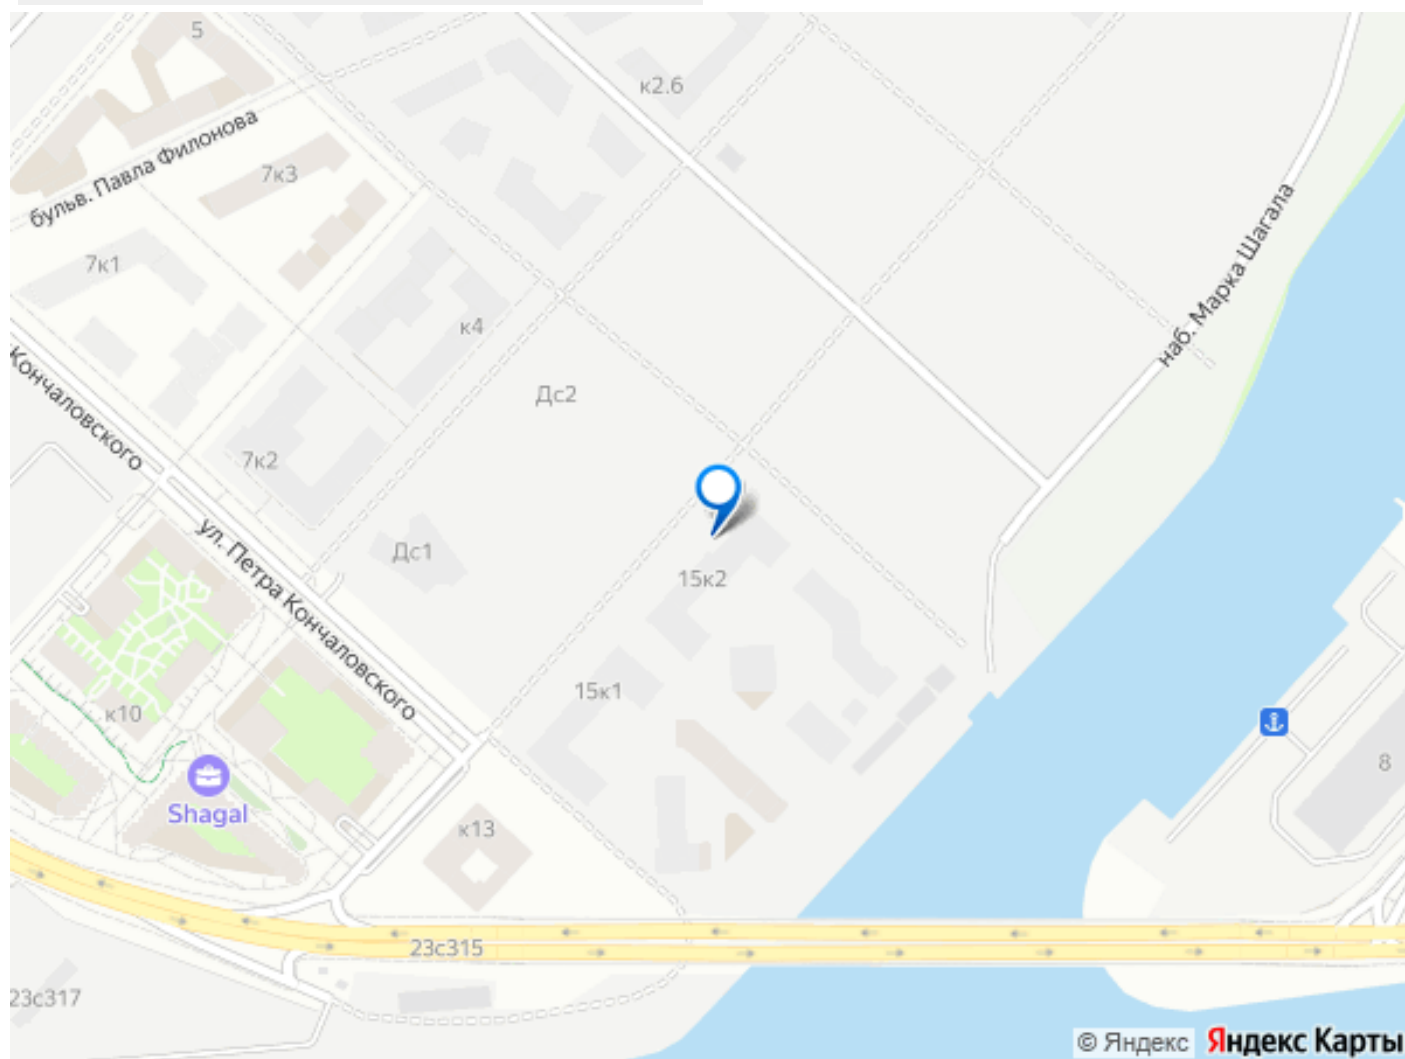 5
к2.6
бульв. Павла Филонова
7к3
7к1
наб. Марка Шагала
к4
Кончаловского
Дс2
7к2
ул. Петра Кончаловского
Дс1
15к2
15к1
к10
Shagal
к13
8
23с315
23с317
© Яндекс Яндекс Карты